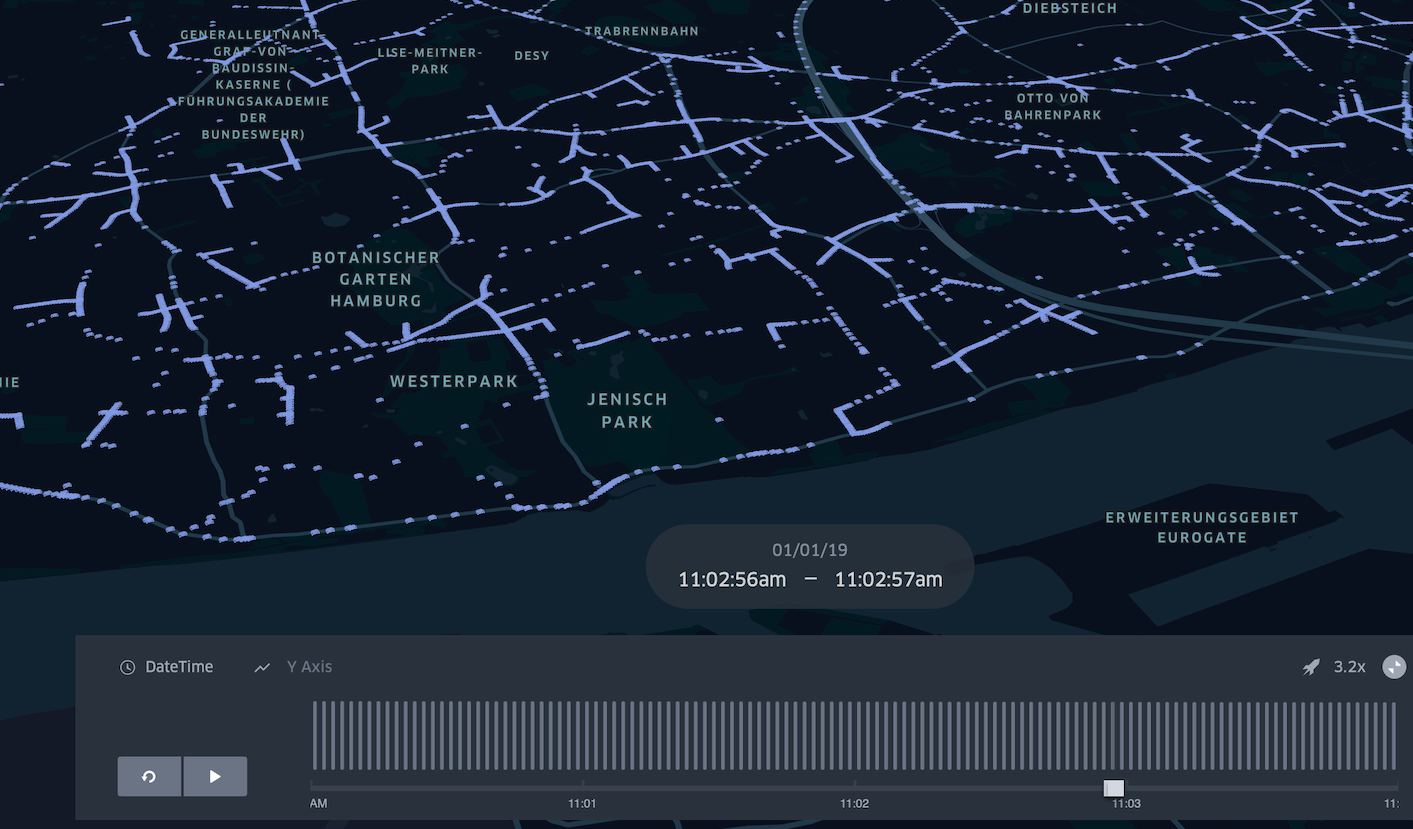 DIEBSTEICH
TRABRENNBAHN
GENERALLEUTNANT-
GRAF-VON-
BAUDISSIN-
KASERNE (
FÜHRUNGSAKADEMIE
DER
BUNDESWEHR)
LISE-MEITNER-
PARK
DESY
OTTO VON
BAHRENPARK
BOTANISCHER
GARTEN
HAMBURG
WESTERPARK
JENISCH
PARK
ERWEITERUNGSGEBIET
EUROGATE
01/01/19
11:02:56am – 11:02:57am
DateTime Y Axis 3.2x
AM 11:01 11:02 11:03 11: